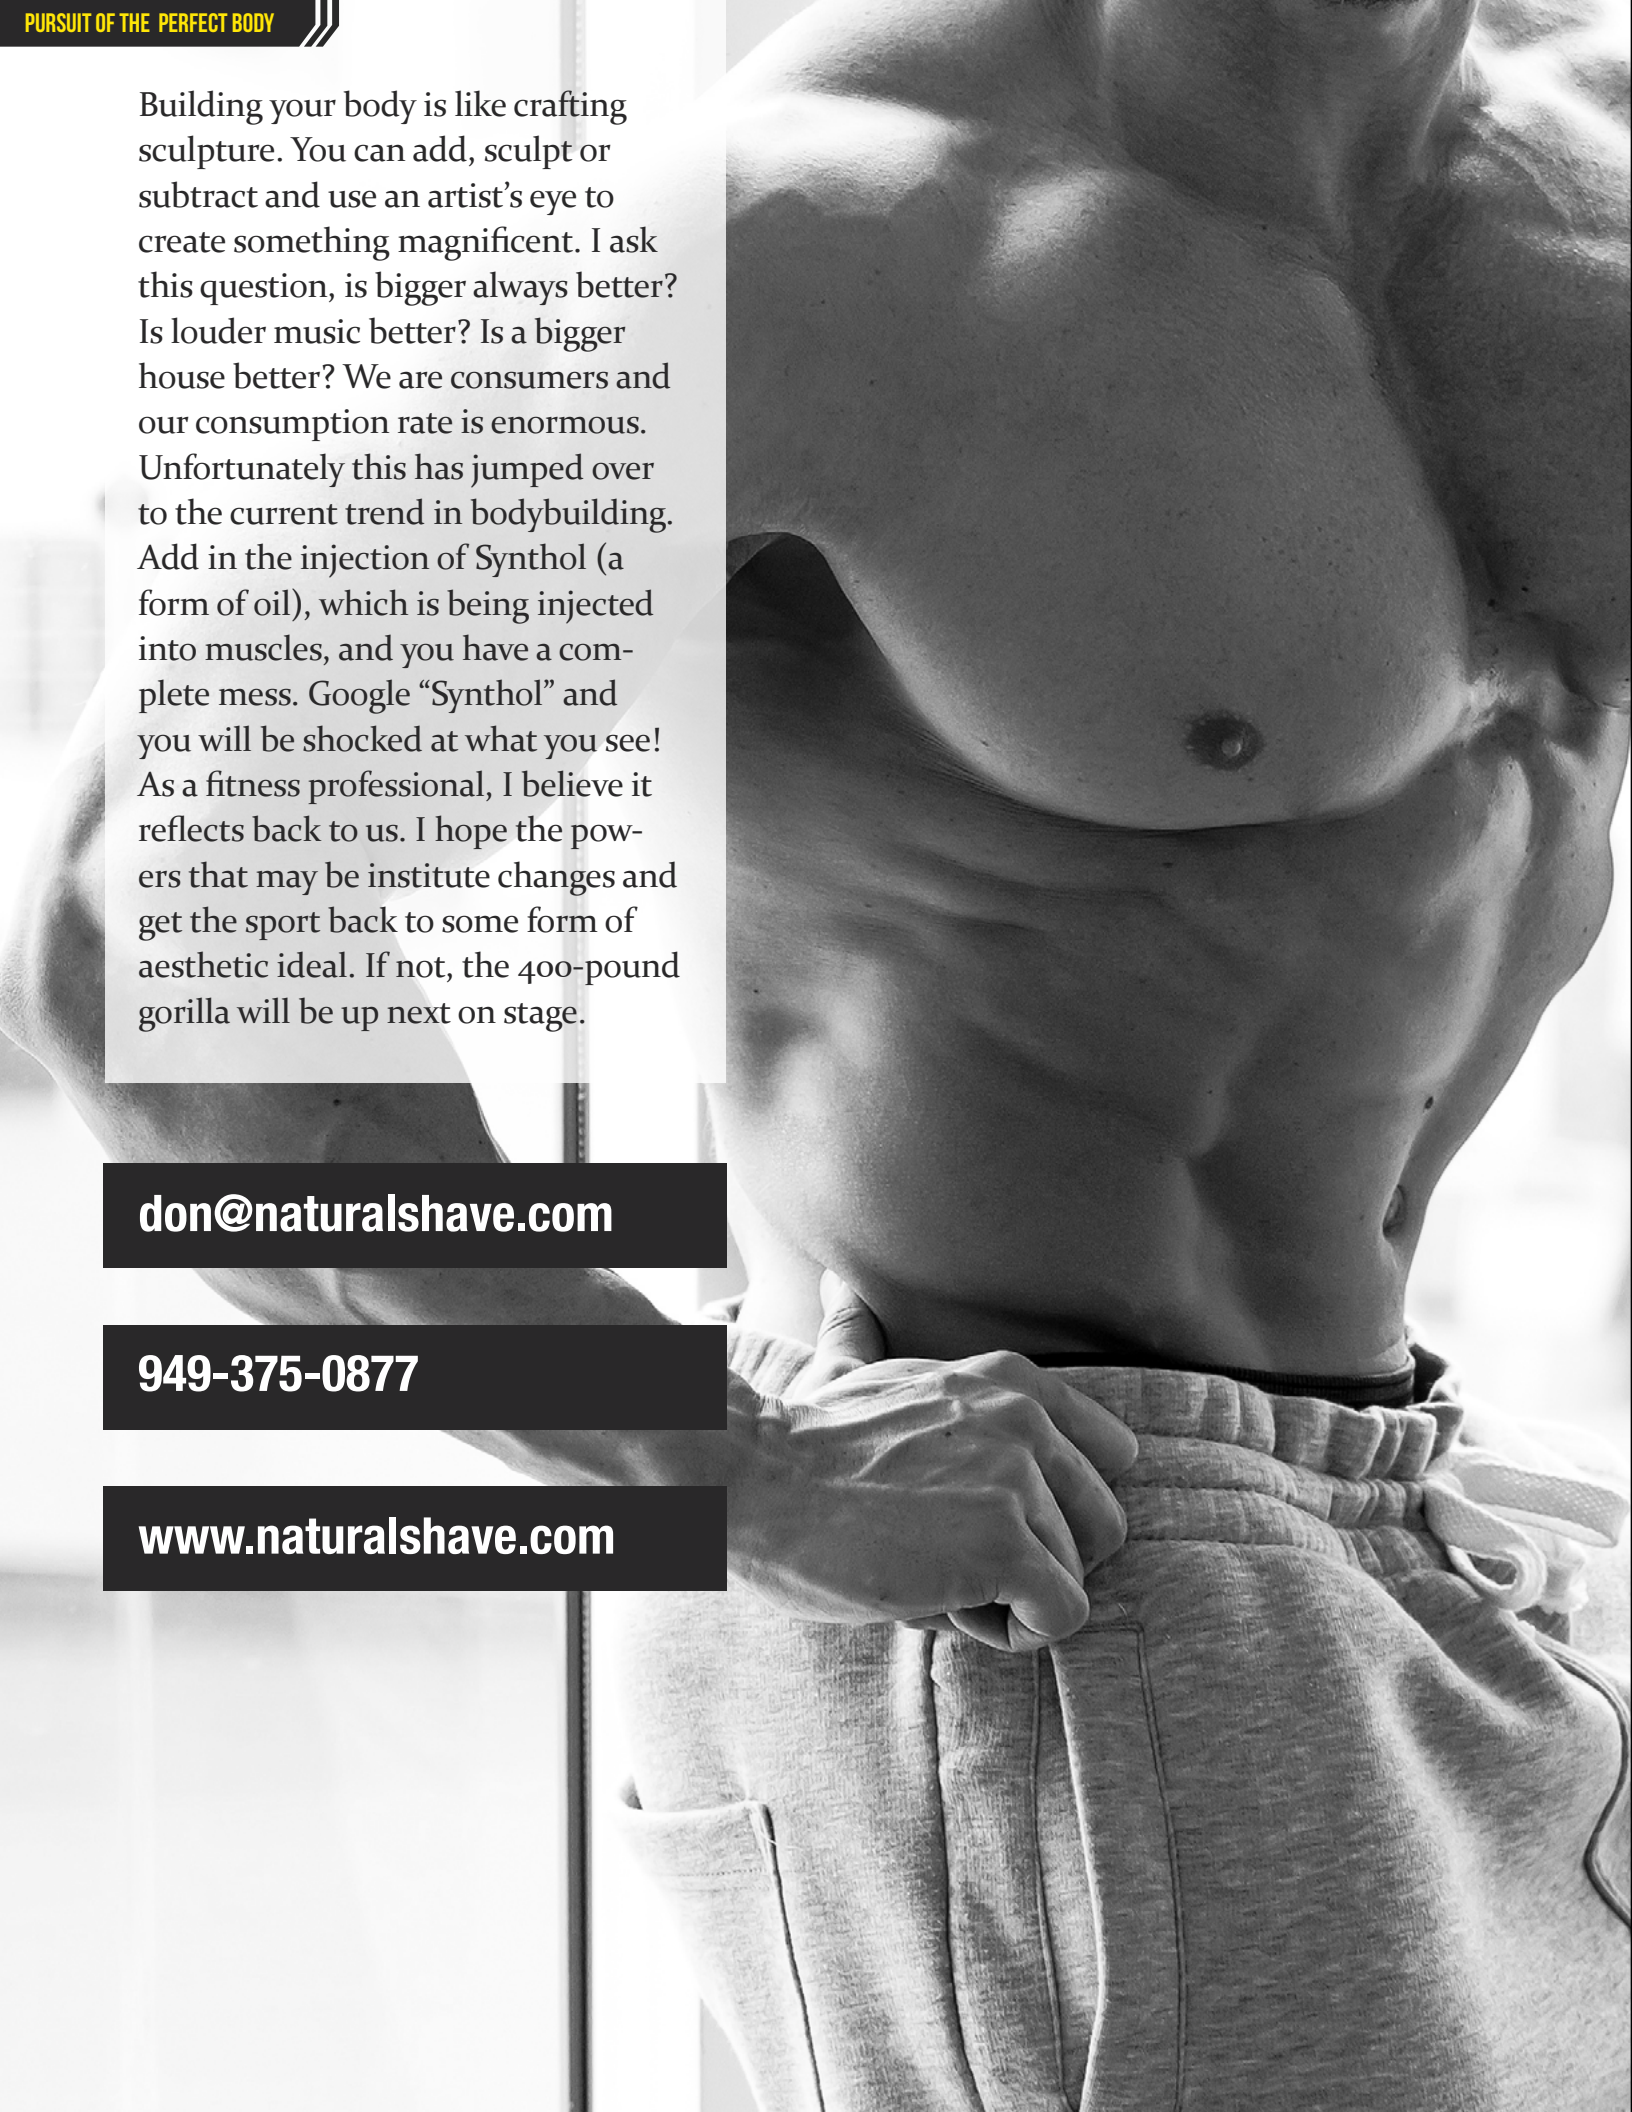 PURSUIT OF THE PERFECT BODY
Building your body is like crafting
sculpture. You can add, sculpt or
subtract and use an artist’s eye to
create something magnificent. I ask
this question, is bigger always better?
Is louder music better? Is a bigger
house better? We are consumers and
our consumption rate is enormous.
Unfortunately this has jumped over
to the current trend in bodybuilding.
Add in the injection of Synthol (a
form of oil), which is being injected
into muscles, and you have a com-
plete mess. Google “Synthol” and
you will be shocked at what you see!
As a fitness professional, I believe it
reflects back to us. I hope the pow-
ers that may be institute changes and
get the sport back to some form of
aesthetic ideal. If not, the 400-pound
gorilla will be up next on stage.
don@naturalshave.com
949-375-0877
www.naturalshave.com